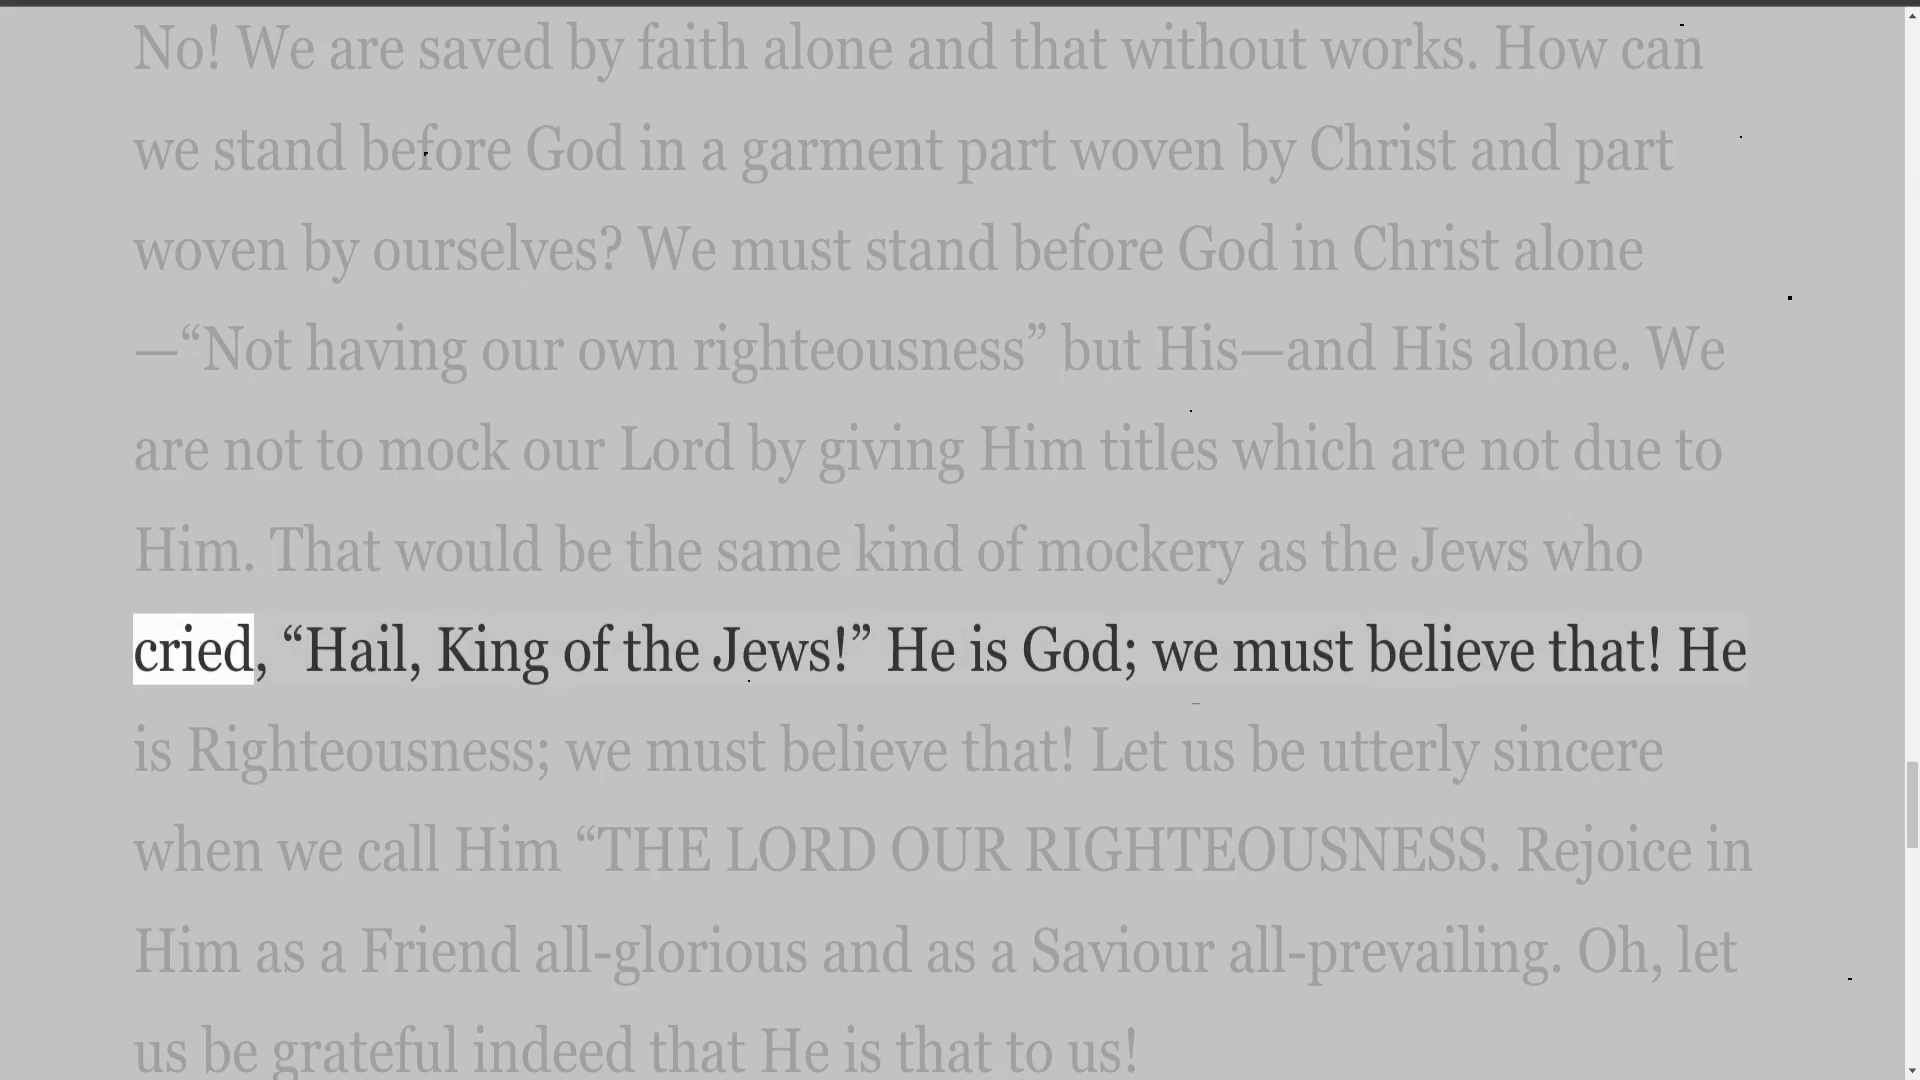 No! We are saved by faith alone and that without works. How can
we stand before God in a garment part woven by Christ and part
woven by ourselves? We must stand before God in Christ alone
—“Not having our own righteousness” but His—and His alone. We
are not to mock our Lord by giving Him titles which are not due to
Him. That would be the same kind of mockery as the Jews who
cried, “Hail, King of the Jews!” He is God; we must believe that! He
is Righteousness; we must believe that! Let us be utterly sincere
when we call Him “THE LORD OUR RIGHTEOUSNESS. Rejoice in
Him as a Friend all-glorious and as a Saviour all-prevailing. Oh, let
us be grateful indeed that He is that to us!